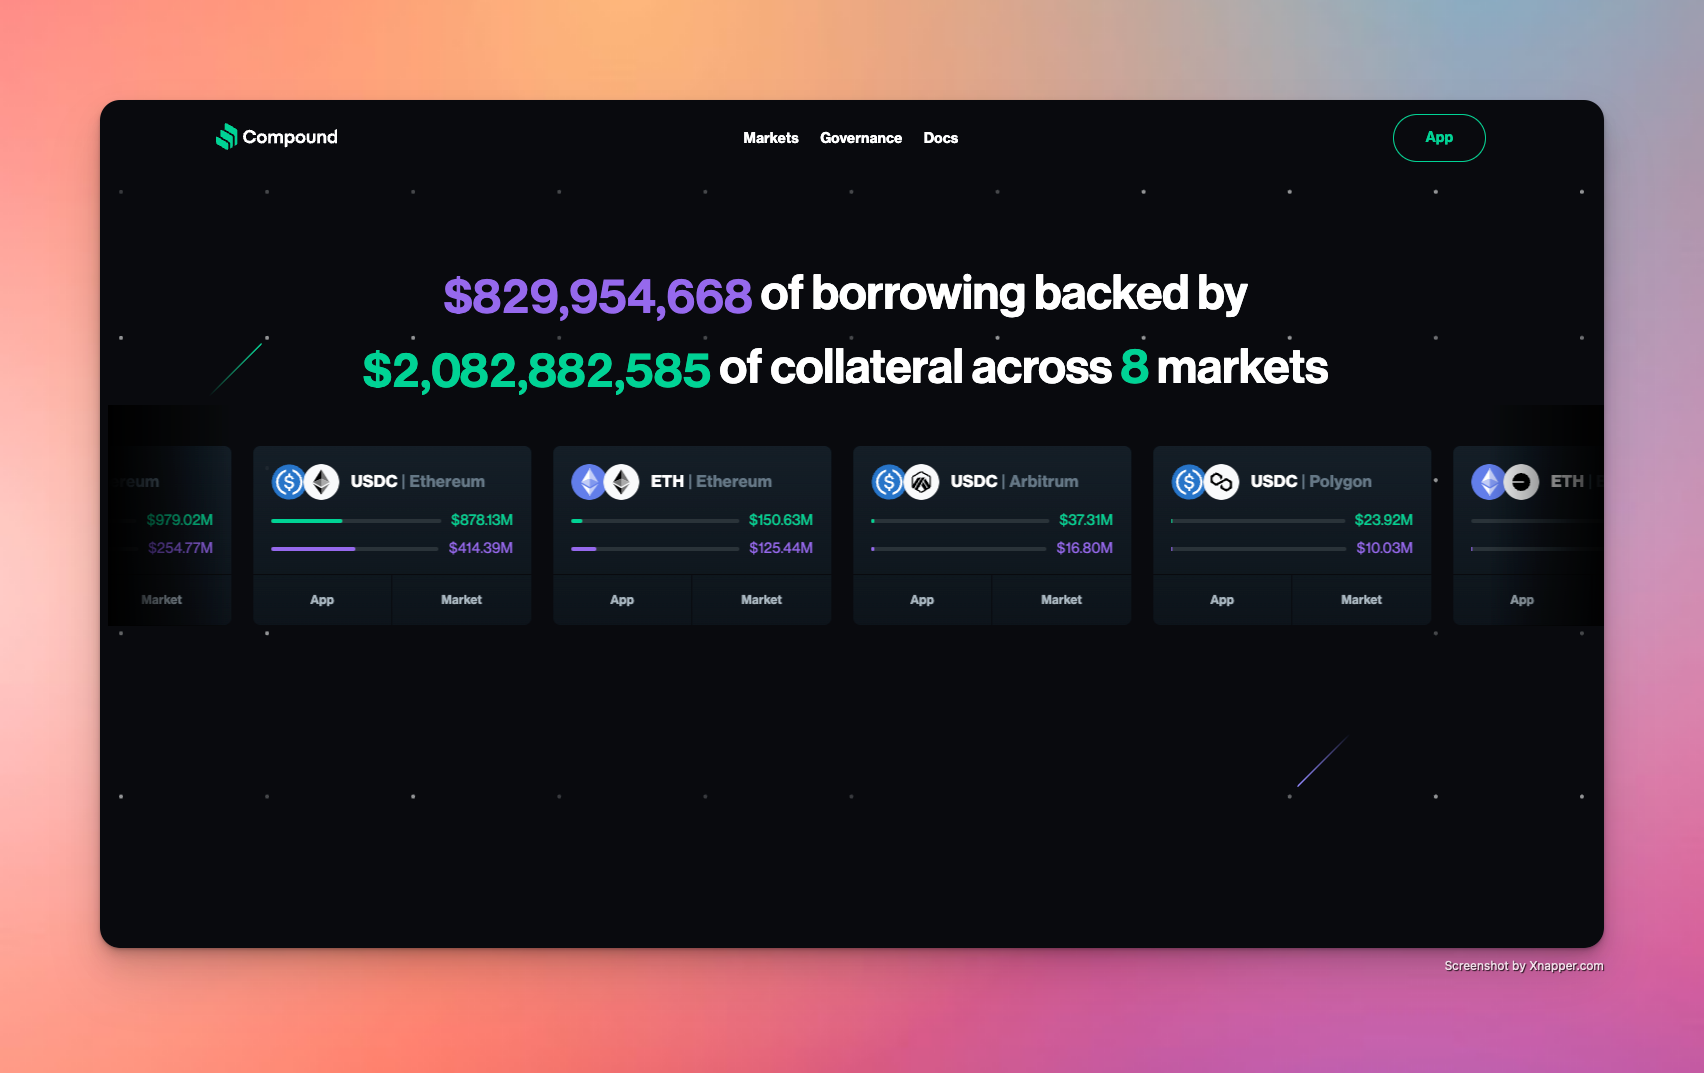 Compound
Markets Governance Docs
App
$829,954,668 of borrowing backed by
$2,082,882,585 of collateral across 8 markets
ereum
$979.02M
$254.77M
Market
USDC | Ethereum
$878.13M
$414.39M
App Market
ETH | Ethereum
$150.63M
$125.44M
App Market
USDC | Arbitrum
$37.31M
$16.80M
App Market
USDC | Polygon
$23.92M
$10.03M
App Market
ETH |
App
Screenshot by Xnapper.com